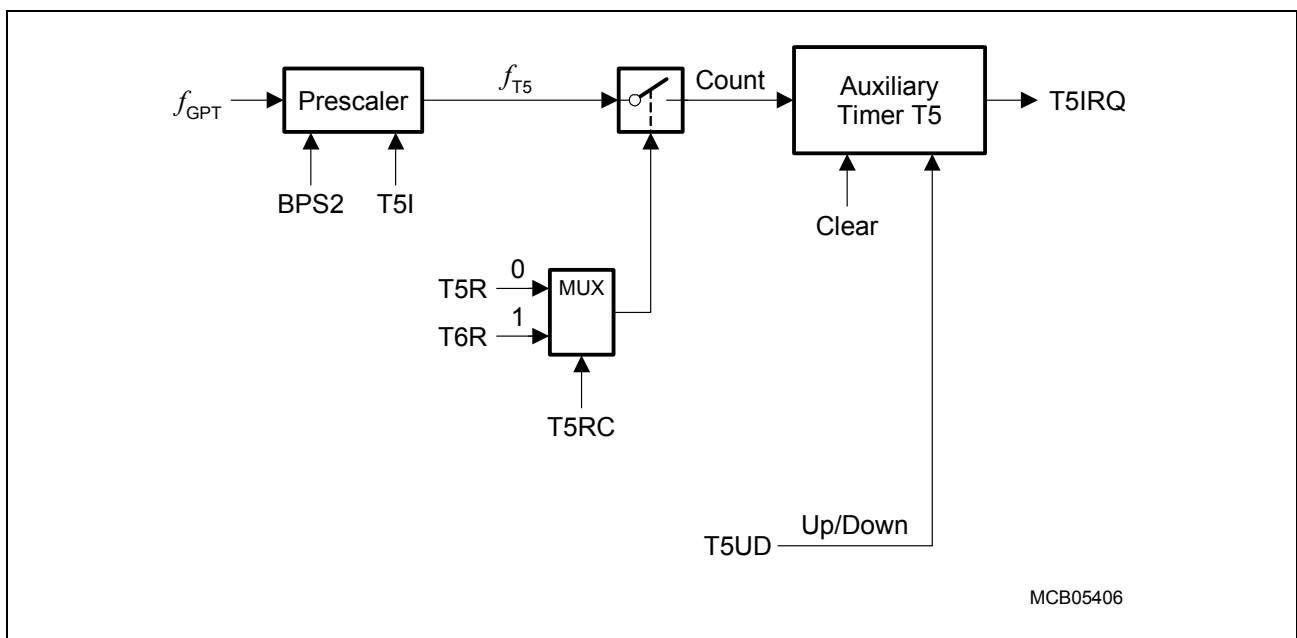 fGPT
Prescaler
fT5
Count
Auxiliary
Timer T5
T5IRQ
BPS2
T5I
Clear
T5R
0
MUX
T6R
1
T5RC
T5UD
Up/Down
MCB05406